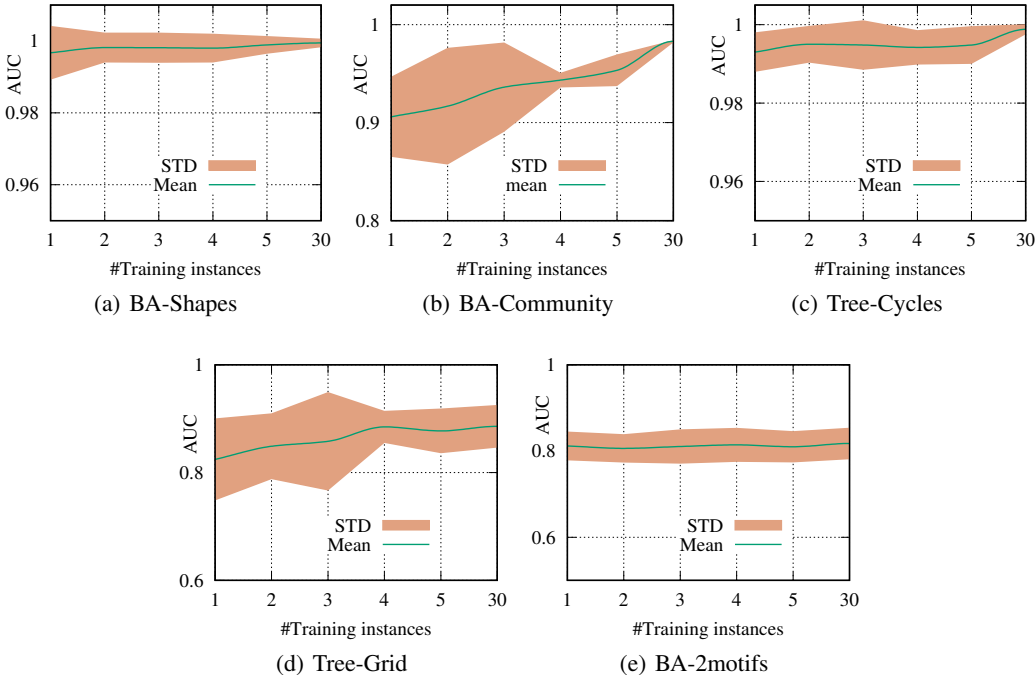 1
0.98
0.96
AUC
STD
Mean
1 2 3 4 5 30
#Training instances
(a) BA-Shapes
1
0.9
0.8
AUC
STD
mean
1 2 3 4 5 30
#Training instances
(b) BA-Community
1
0.98
0.96
AUC
STD
Mean
1 2 3 4 5 30
#Training instances
(c) Tree-Cycles
1
0.8
0.6
AUC
STD
Mean
1 2 3 4 5 30
#Training instances
(d) Tree-Grid
1
0.8
0.6
AUC
STD
Mean
1 2 3 4 5 30
#Training instances
(e) BA-2motifs